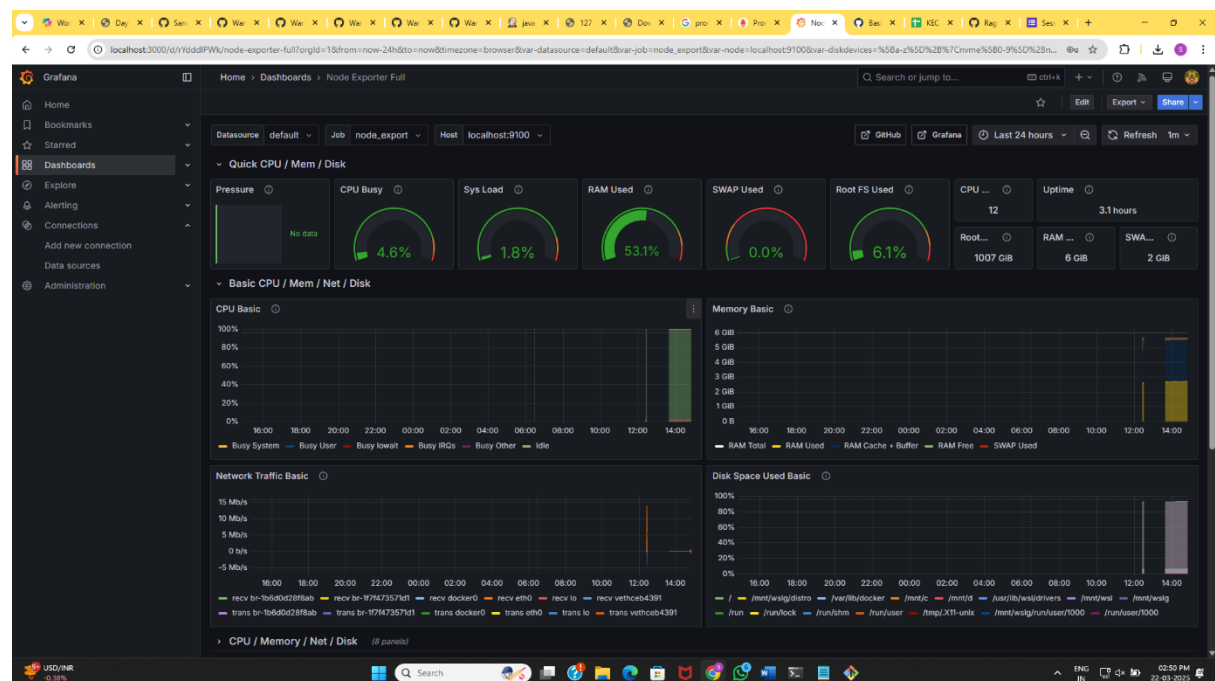 Wor
Day
Sam
War
War
War
War
War
java
127
Dov
pro
Pro
Noc
Bas
KEC
Rag
Sess
localhost:3000/d/rYdddlPWk/node-exporter-full?orgId=1&from=now-24h&to=now&timezone=browser&var-datasource=default&var-job=node_export&var-node=localhost:9100&var-diskdevices=%5Ba-z%5D%2B%7Cnvme%5B0-9%5D%2Bn...
Grafana
Home > Dashboards > Node Exporter Full
Search or jump to...
ctrl+k
Home
Bookmarks
Starred
Dashboards
Explore
Alerting
Connections
Add new connection
Data sources
Administration
Edit
Export
Share
Datasource default
Job node_export
Host localhost:9100
GitHub
Grafana
Last 24 hours
Refresh 1m
Quick CPU / Mem / Disk
Pressure
No data
CPU Busy
4.6%
Sys Load
1.8%
RAM Used
53.1%
SWAP Used
0.0%
Root FS Used
6.1%
CPU ...
12
Uptime
3.1 hours
Root...
1007 GiB
RAM ...
6 GiB
SWA...
2 GiB
Basic CPU / Mem / Net / Disk
CPU Basic
100%
80%
60%
40%
20%
0%
16:00 18:00 20:00 22:00 00:00 02:00 04:00 06:00 08:00 10:00 12:00 14:00
Busy System Busy User Busy Iowait Busy IRQs Busy Other Idle
Memory Basic
6 GiB
5 GiB
4 GiB
3 GiB
2 GiB
1 GiB
0 B
16:00 18:00 20:00 22:00 00:00 02:00 04:00 06:00 08:00 10:00 12:00 14:00
RAM Total RAM Used RAM Cache + Buffer RAM Free SWAP Used
Network Traffic Basic
15 Mb/s
10 Mb/s
5 Mb/s
0 b/s
-5 Mb/s
16:00 18:00 20:00 22:00 00:00 02:00 04:00 06:00 08:00 10:00 12:00 14:00
recv br-1b6d0d28f8ab recv br-1f7f473571d1 recv docker0 recv eth0 recv lo recv vethceb4391
trans br-1b6d0d28f8ab trans br-1f7f473571d1 trans docker0 trans eth0 trans lo trans vethceb4391
Disk Space Used Basic
100%
80%
60%
40%
20%
0%
16:00 18:00 20:00 22:00 00:00 02:00 04:00 06:00 08:00 10:00 12:00 14:00
/ /mnt/wslg/distro /var/lib/docker /mnt/c /mnt/d /usr/lib/wsl/drivers /mnt/wsl /mnt/wslg
/run /run/lock /run/shm /run/user /tmp/.X11-unix /mnt/wslg/run/user/1000 /run/user/1000
CPU / Memory / Net / Disk (8 panels)
USD/INR
-0.38%
Search
ENG
IN
02:50 PM
22-03-2025